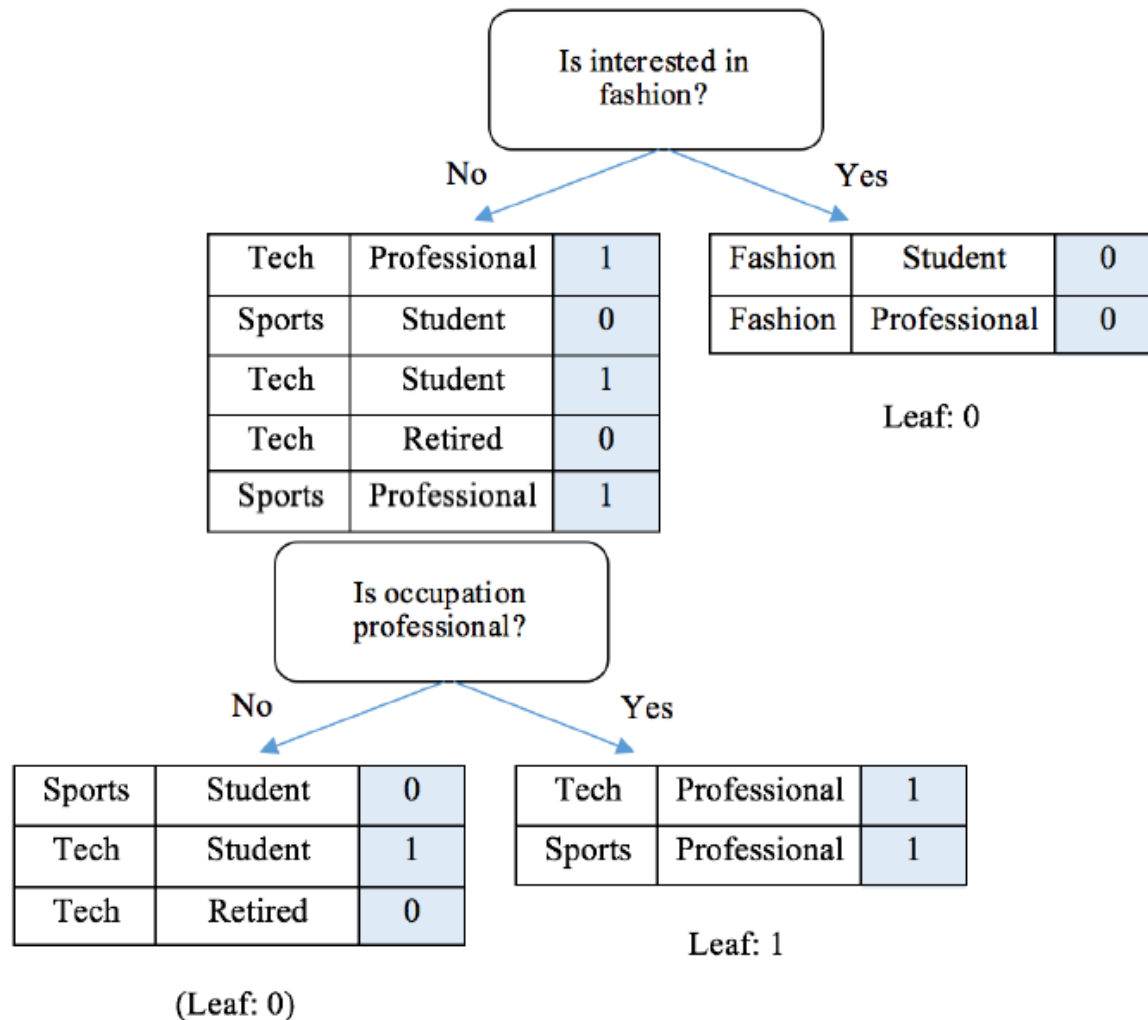 Is interested in
fashion?
No
Yes
Tech Professional 1
Sports Student 0
Tech Student 1
Tech Retired 0
Sports Professional 1
Fashion Student 0
Fashion Professional 0
Leaf: 0
Is occupation
professional?
No
Yes
Sports Student 0
Tech Student 1
Tech Retired 0
(Leaf: 0)
Tech Professional 1
Sports Professional 1
Leaf: 1